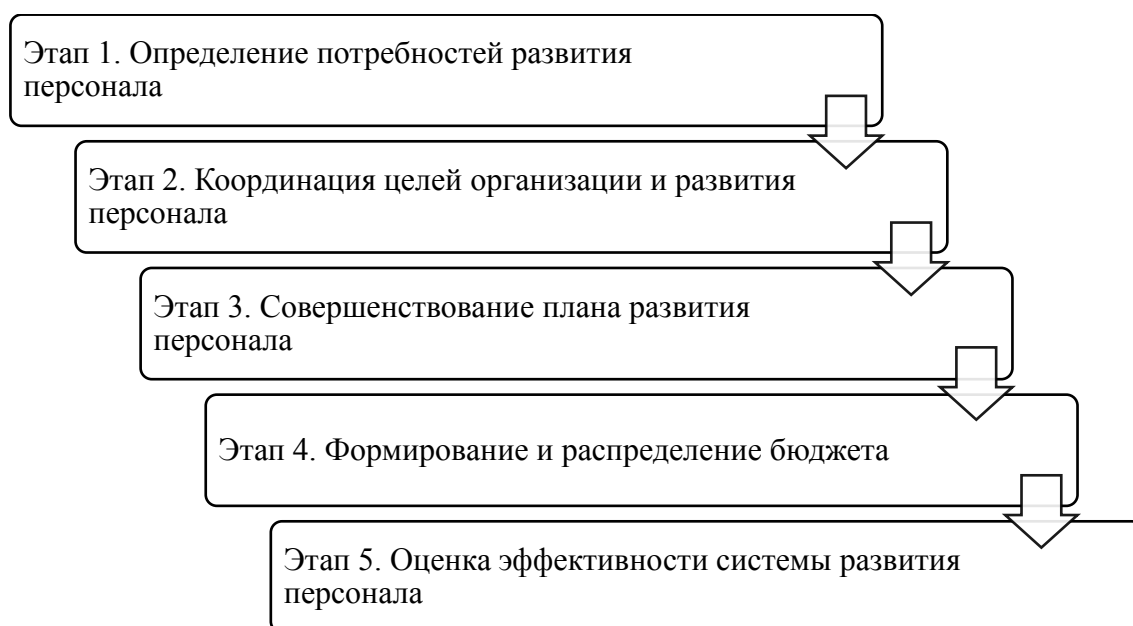 Этап 1. Определение потребностей развития
персонала
Этап 2. Координация целей организации и развития
персонала
Этап 3. Совершенствование плана развития
персонала
Этап 4. Формирование и распределение бюджета
Этап 5. Оценка эффективности системы развития
персонала